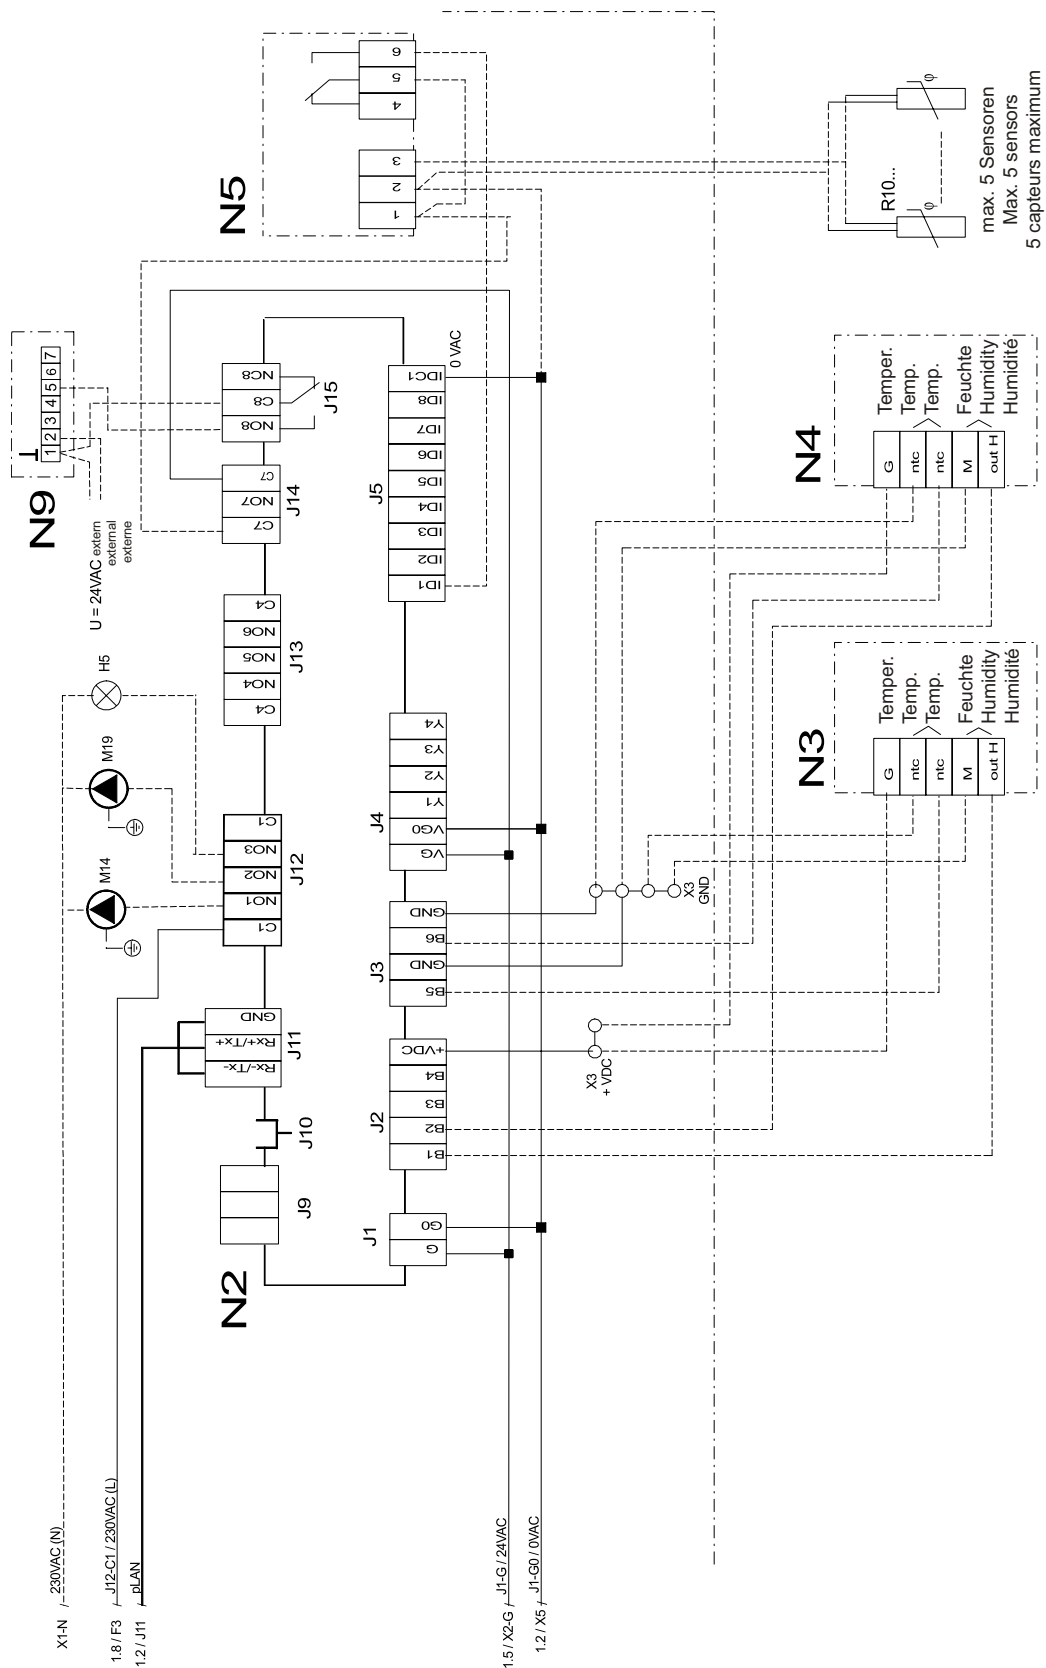 N9
1 2 3 4 5 6 7
U = 24VAC extern
external
externe
H5
M19
M14
N5
6
5
4
3
2
1
R10...
φ
φ
max. 5 Sensoren
Max. 5 sensors
5 capteurs maximum
NC8
C8
NO8
J15
C7
NO7
C7
J14
C4
NO6
NO5
NO4
C4
J13
C1
NO3
NO2
NO1
C1
J12
GND
Rx+/Tx+
Rx-/Tx-
J11
J10
J9
N2
0 VAC
J5
IDC1
ID8
ID7
ID6
ID5
ID4
ID3
ID2
ID1
J4
Y4
Y3
Y2
Y1
VG0
VG
J3
GND
B6
GND
B5
J2
+VDC
B4
B3
B2
B1
J1
G0
G
X3
GND
X3
+ VDC
N4
G
ntc
ntc
M
out H
Temper.
Temp.
Temp.
Feuchte
Humidity
Humidité
N3
G
ntc
ntc
M
out H
Temper.
Temp.
Temp.
Feuchte
Humidity
Humidité
X1-N / 230VAC (N)
1.8 / F3 / J12-C1 / 230VAC (L)
1.2 / J11 / pLAN
1.5 / X2-G / J1-G / 24VAC
1.2 / X5 / J1-G0 / 0VAC